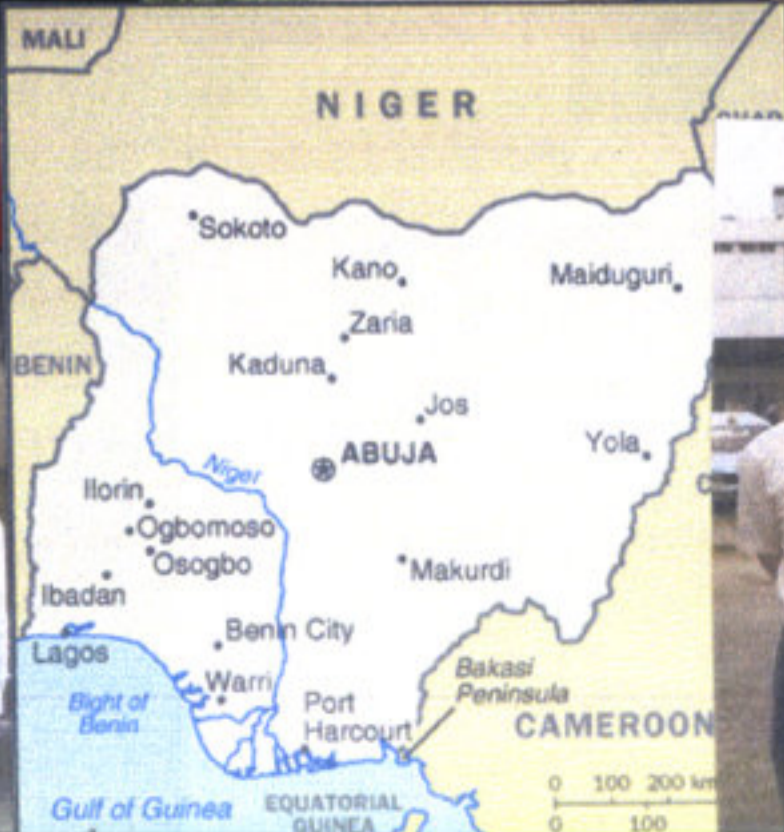 MALI
NIGER
CHAD
Sokoto
Kano
Maiduguri
Zaria
Kaduna
BENIN
Jos
Yola
ABUJA
Niger
Ilorin
Ogbomoso
Osogbo
Makurdi
Ibadan
Benin City
Lagos
Warri
Bakasi
Peninsula
Bight of
Benin
Port
Harcourt
CAMEROON
0 100 200 km
Gulf of Guinea
EQUATORIAL
GUINEA
0 100